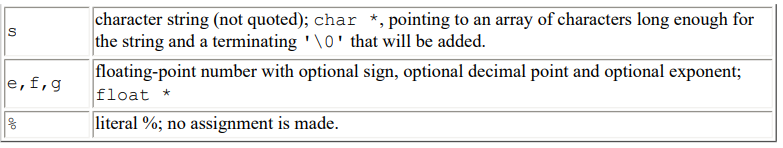 s character string (not quoted); char *, pointing to an array of characters long enough for
the string and a terminating '\0' that will be added.
e,f,g floating-point number with optional sign, optional decimal point and optional exponent;
float *
% literal %; no assignment is made.